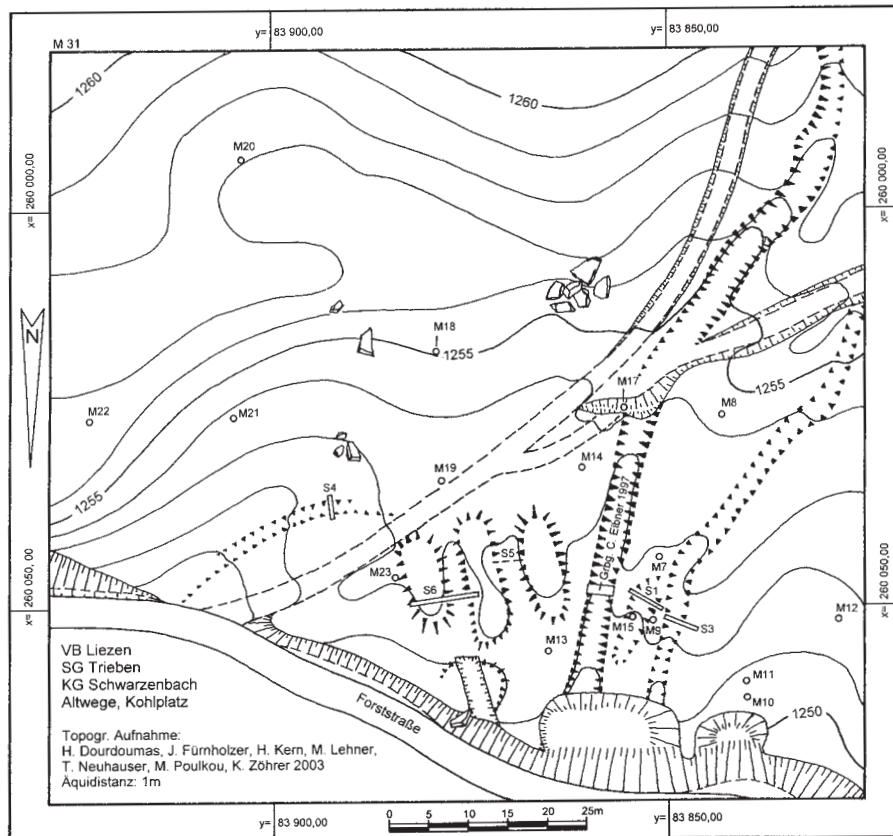 y= 83 900,00
y= 83 850,00
M 31
1260
1260
M20
x= 260 000,00
x= 260 000,00
M18
1255
N
M17
1255
M22
M21
M8
M19
M14
1255
S4
Grbg. C. Eibner 1997
S5
M23
S6
M7
S1
x= 260 050,00
x= 260 050,00
M15
M9
S3
M12
M13
M11
M10
1250
VB Liezen
SG Trieben
KG Schwarzenbach
Altwege, Kohlplatz
Forststraße
Topogr. Aufnahme:
H. Dourdoumas, J. Fürnholzer, H. Kern, M. Lehner,
T. Neuhauser, M. Poulkou, K. Zöhrer 2003
Äquidistanz: 1m
y= 83 900,00
0 5 10 15 20 25m
y= 83 850,00